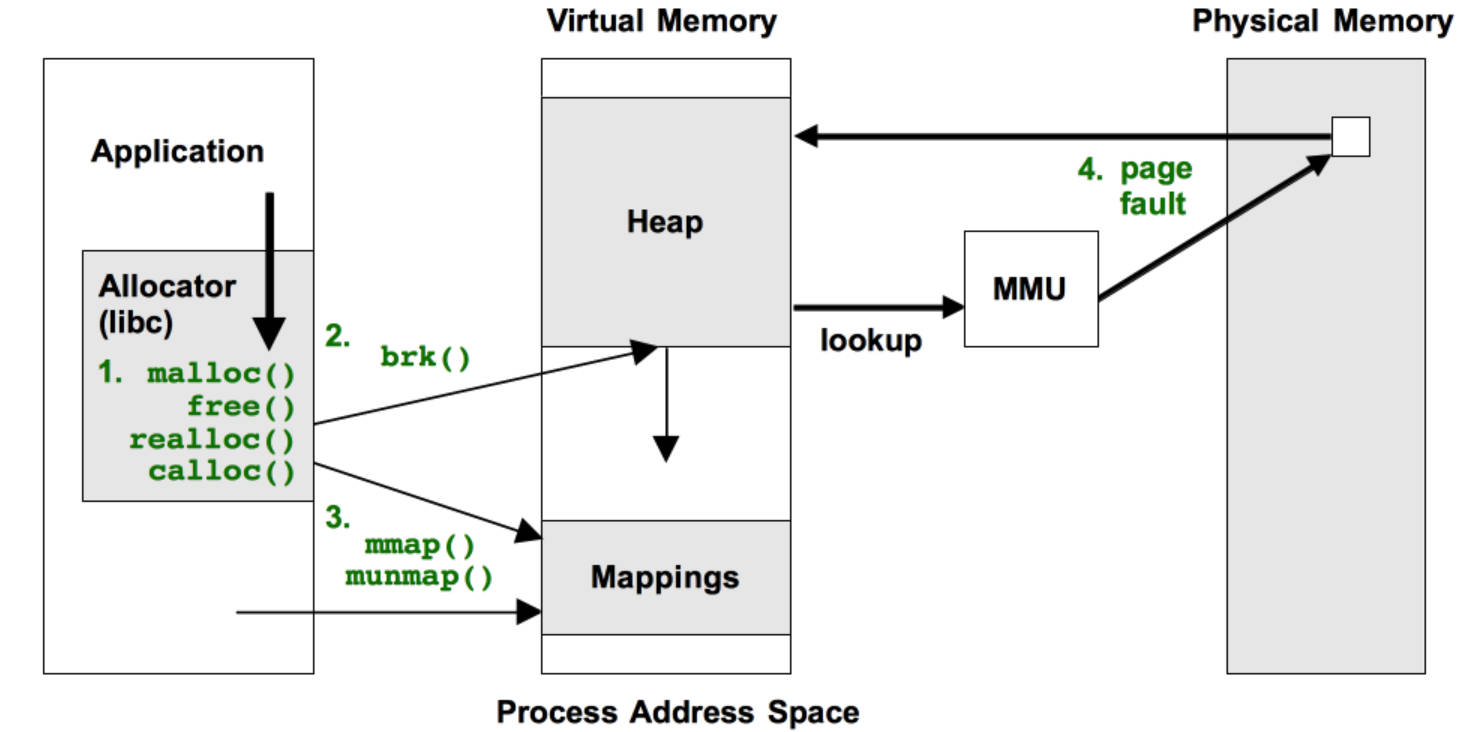 Virtual Memory
Physical Memory
Application
Allocator
(libc)
1. malloc()
free()
realloc()
calloc()
2.
brk()
3.
mmap()
munmap()
Heap
Mappings
lookup
MMU
4. page
fault
Process Address Space